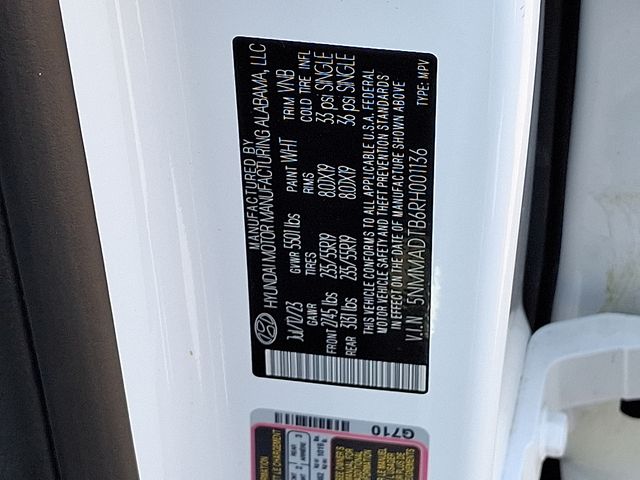 MANUFACTURED BY
HYUNDAI MOTOR MANUFACTURING ALABAMA, LLC
Jul/12/23 GVWR 5501 lbs PAINT WHT TRIM VNB
GAWR TIRES RIMS COLD TIRE INFL
FRONT 2745 lbs 235/55R19 8.0JX19 33 psi SINGLE
REAR 3131 lbs 235/55R19 8.0JX19 36 psi SINGLE
THIS VEHICLE CONFORMS TO ALL APPLICABLE U.S.A. FEDERAL
MOTOR VEHICLE SAFETY AND THEFT PREVENTION STANDARDS
IN EFFECT ON THE DATE OF MANUFACTURE SHOWN ABOVE
V.I.N 5NMMADTB6RH001136 TYPE: MPV
G710